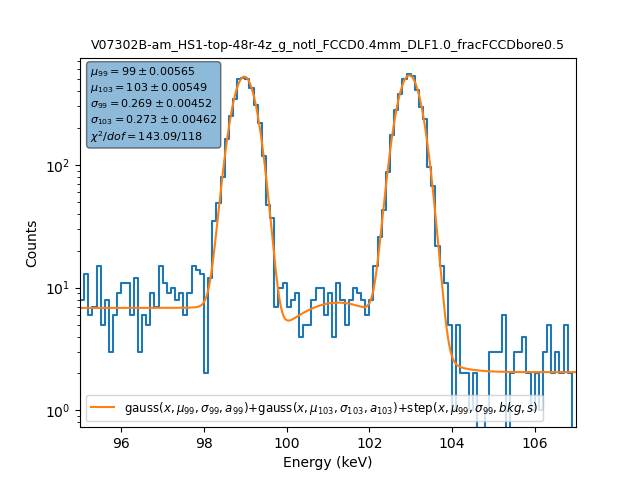 V07302B-am_HS1-top-48r-4z_g_notl_FCCD0.4mm_DLF1.0_fracFCCDbore0.5
μ99 = 99 ± 0.00565
μ103 = 103 ± 0.00549
σ99 = 0.269 ± 0.00452
σ103 = 0.273 ± 0.00462
χ²/dof = 143.09/118
10²
10¹
10⁰
Counts
96 98 100 102 104 106
Energy (keV)
gauss(x, μ99, σ99, a99)+gauss(x, μ103, σ103, a103)+step(x, μ99, σ99, bkg, s)